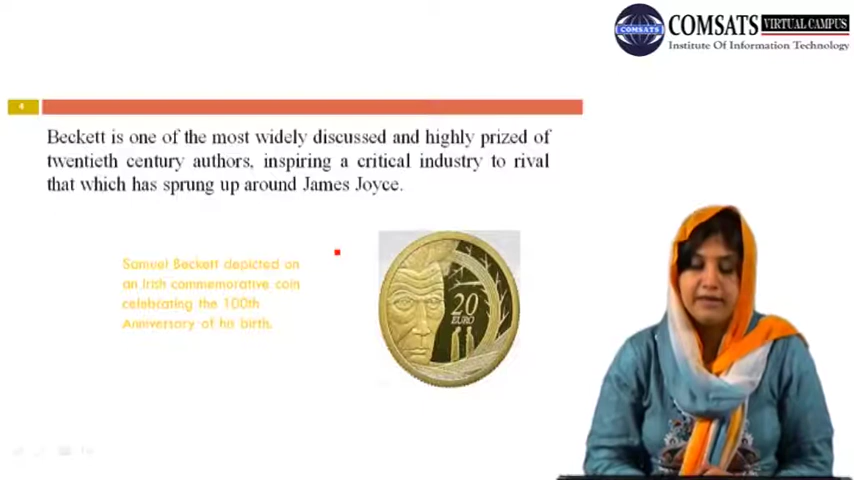 COMSATS VIRTUAL CAMPUS
COMSATS
Institute Of Information Technology
4
Beckett is one of the most widely discussed and highly prized of
twentieth century authors, inspiring a critical industry to rival
that which has sprung up around James Joyce.
Samuel Beckett depicted on
an Irish commemorative coin
celebrating the 100th
Anniversary of his birth.
20
EURO